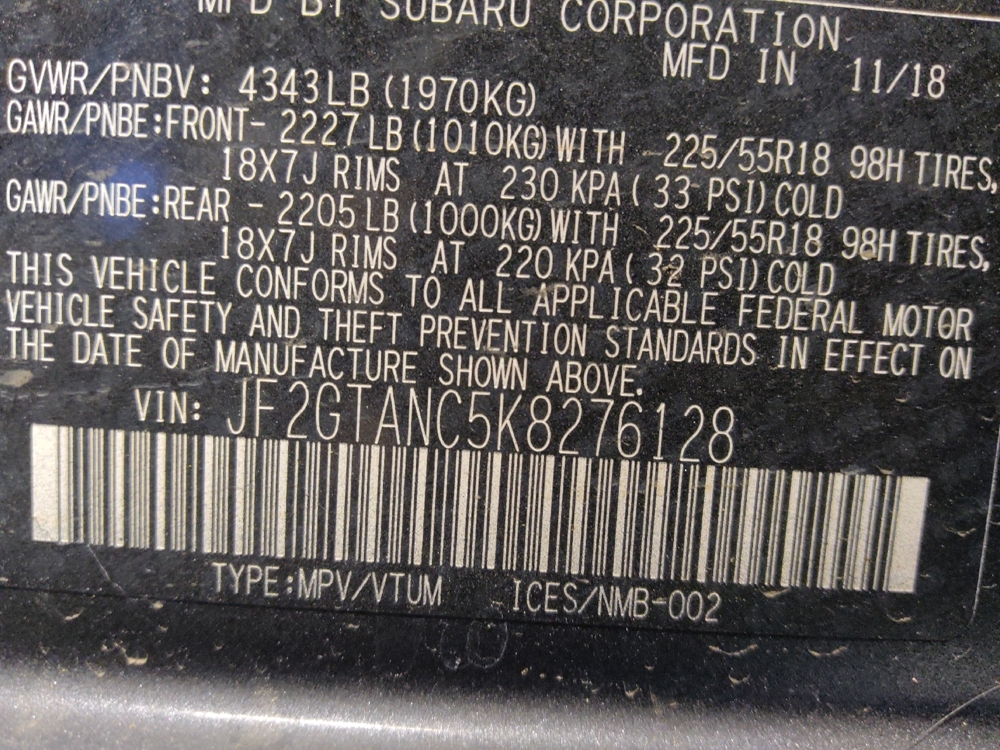 MFD BY SUBARU CORPORATION
MFD IN 11/18
GVWR/PNBV: 4343LB (1970KG)
GAWR/PNBE:FRONT- 2227LB (1010KG)WITH 225/55R18 98H TIRES,
18X7J RIMS AT 230 KPA( 33 PSI)COLD
GAWR/PNBE:REAR - 2205LB (1000KG)WITH 225/55R18 98H TIRES,
18X7J RIMS AT 220 KPA( 32 PSI)COLD
THIS VEHICLE CONFORMS TO ALL APPLICABLE FEDERAL MOTOR
VEHICLE SAFETY AND THEFT PREVENTION STANDARDS IN EFFECT ON
THE DATE OF MANUFACTURE SHOWN ABOVE.
VIN: JF2GTANC5K8276128
TYPE:MPV/VTUM ICES/NMB-002